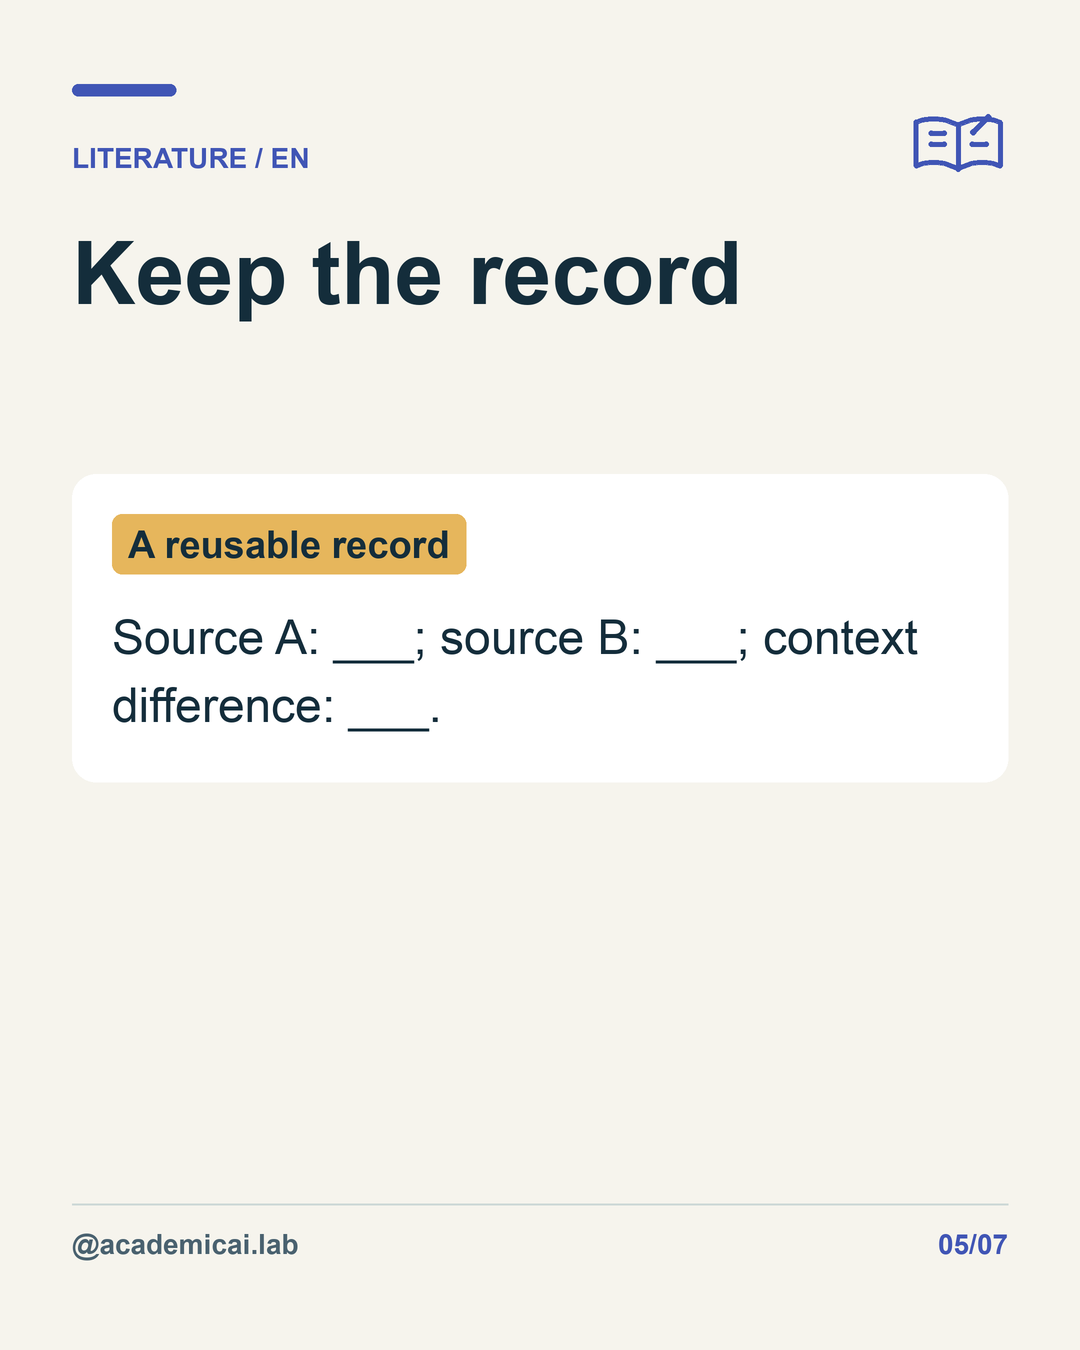 LITERATURE / EN
Keep the record
A reusable record
Source A: ___; source B: ___; context
difference: ___.
@academicai.lab
05/07